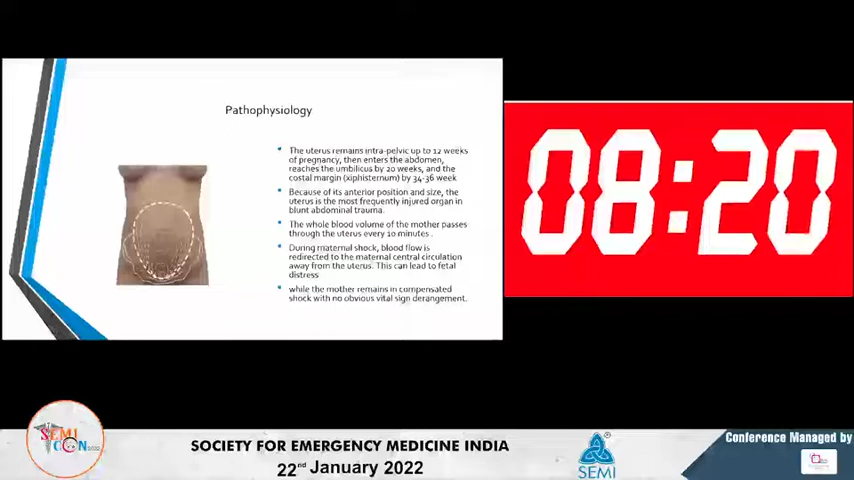 Pathophysiology
The uterus remains intra-pelvic up to 12 weeks
of pregnancy, then enters the abdomen,
reaches the umbilicus by 20 weeks, and the
costal margin (xiphisternum) by 34-36 week
Because of its anterior position and size, the
uterus is the most frequently injured organ in
blunt abdominal trauma.
The whole blood volume of the mother passes
through the uterus every 10 minutes .
During maternal shock, blood flow is
redirected to the maternal central circulation
away from the uterus. This can lead to fetal
distress
while the mother remains in compensated
shock with no obvious vital sign derangement.
08:20
SEMI
CON
SOCIETY FOR EMERGENCY MEDICINE INDIA
22nd January 2022
SEMI
Conference Managed by